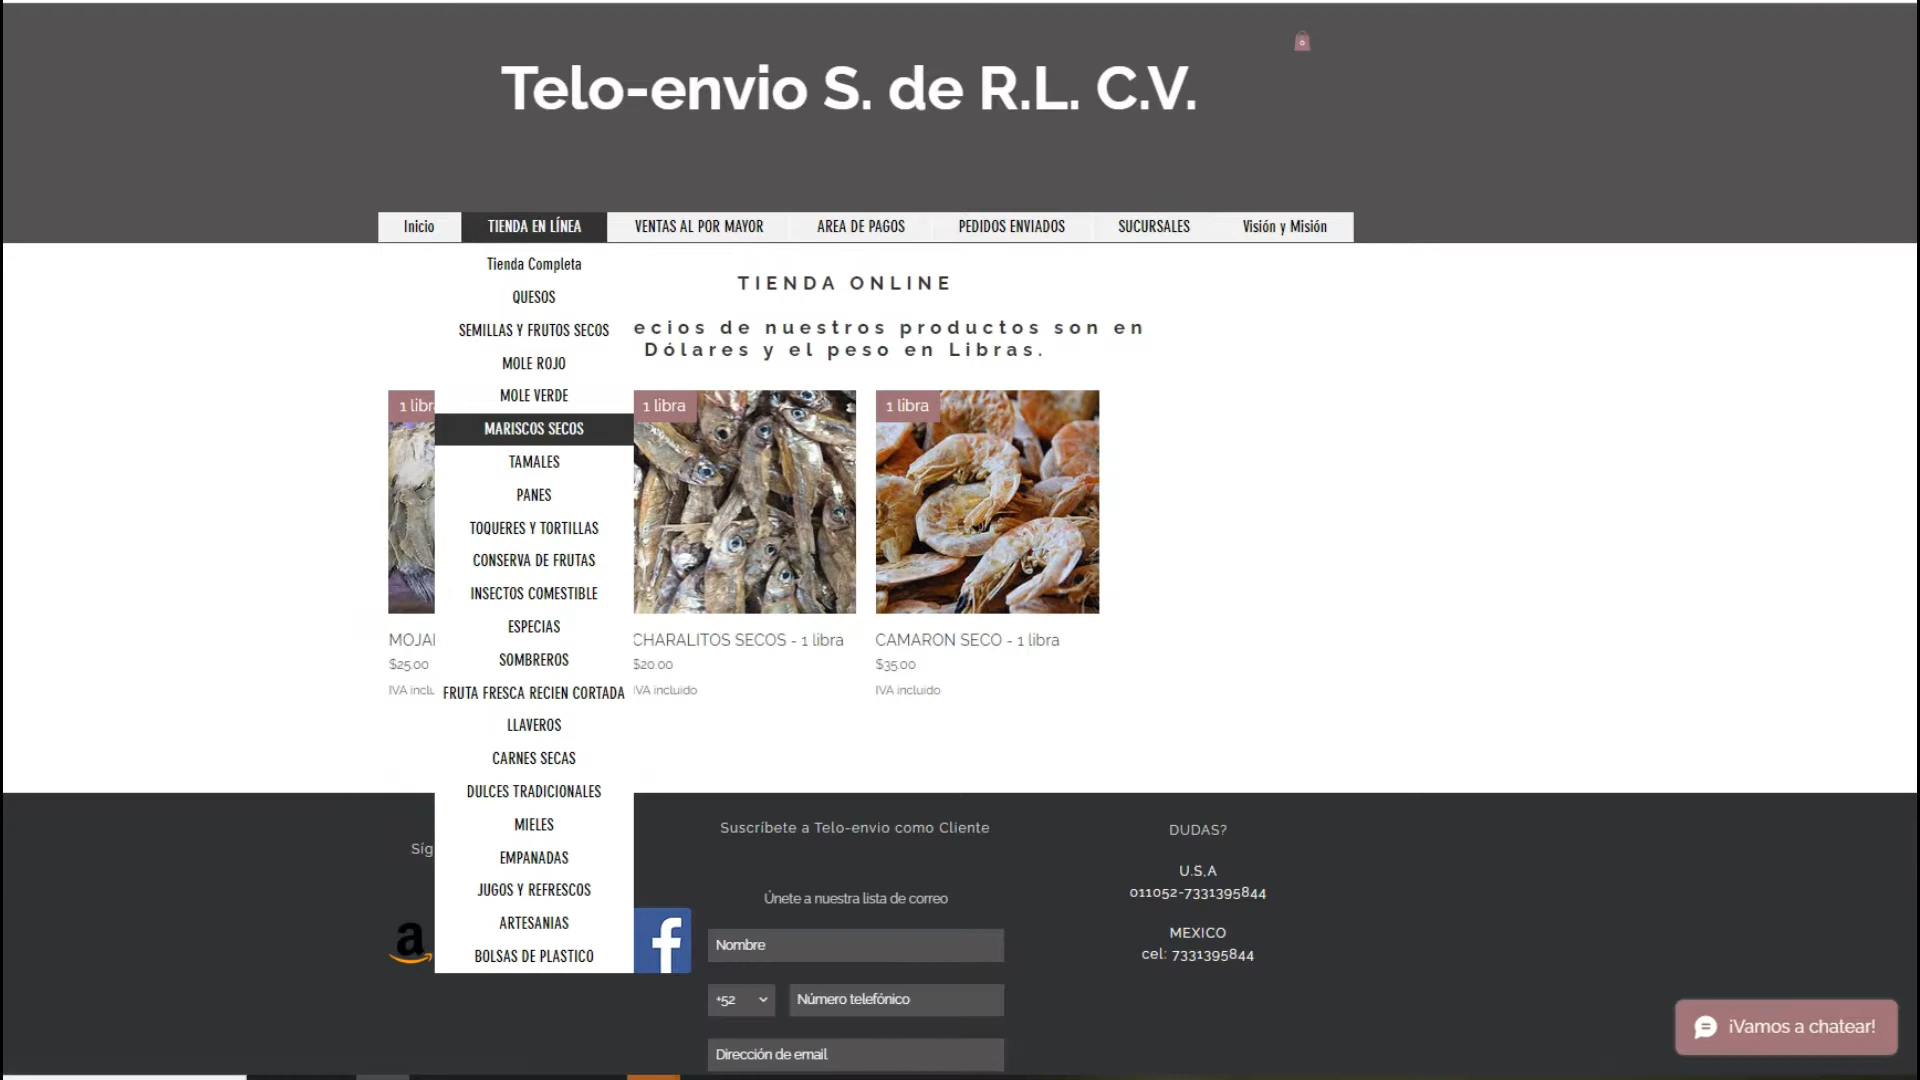 0
Telo-envio S. de R.L. C.V.
Inicio
TIENDA EN LÍNEA
VENTAS AL POR MAYOR
AREA DE PAGOS
PEDIDOS ENVIADOS
SUCURSALES
Visión y Misión
Tienda Completa
QUESOS
SEMILLAS Y FRUTOS SECOS
MOLE ROJO
MOLE VERDE
MARISCOS SECOS
TAMALES
PANES
TOQUERES Y TORTILLAS
CONSERVA DE FRUTAS
INSECTOS COMESTIBLE
ESPECIAS
SOMBREROS
FRUTA FRESCA RECIEN CORTADA
LLAVEROS
CARNES SECAS
DULCES TRADICIONALES
MIELES
EMPANADAS
JUGOS Y REFRESCOS
ARTESANIAS
BOLSAS DE PLASTICO
TIENDA ONLINE
ecios de nuestros productos son en
Dólares y el peso en Libras.
1 libr
MOJA
$25.00
IVA inclu
1 libra
CHARALITOS SECOS - 1 libra
$20.00
IVA incluido
1 libra
CAMARON SECO - 1 libra
$35.00
IVA incluido
Síg
a
f
Suscríbete a Telo-envio como Cliente
Únete a nuestra lista de correo
Nombre
+52
Número telefónico
Dirección de email
DUDAS?
U.S.A
011052-7331395844
MEXICO
cel: 7331395844
¡Vamos a chatear!